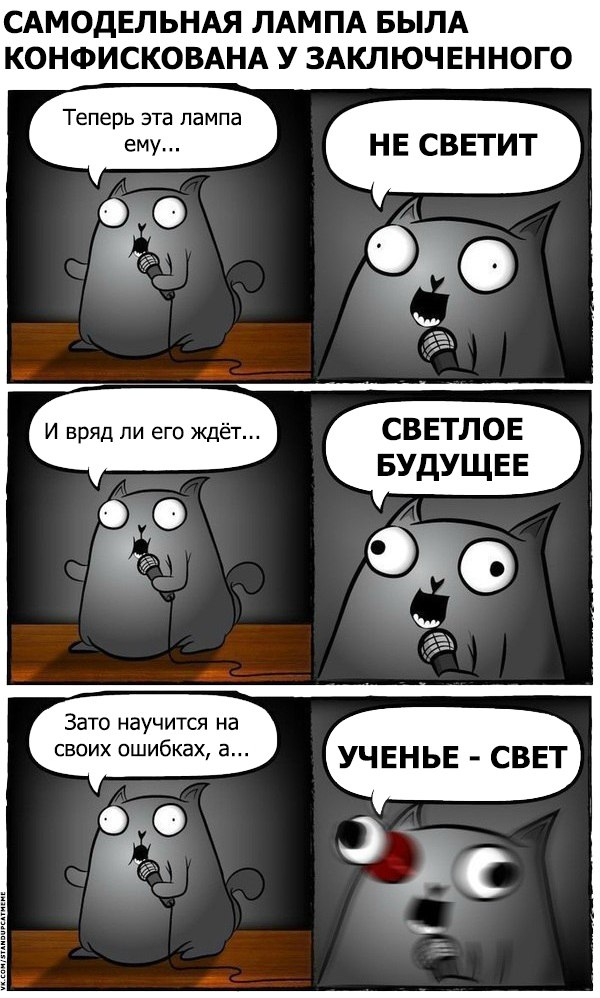 САМОДЕЛЬНАЯ ЛАМПА БЫЛА
КОНФИСКОВАНА У ЗАКЛЮЧЕННОГО
Теперь эта лампа
ему...
НЕ СВЕТИТ
И вряд ли его ждёт...
СВЕТЛОЕ
БУДУЩЕЕ
Зато научится на
своих ошибках, а...
УЧЕНЬЕ - СВЕТ
VK.COM/STANDUPCATMEME